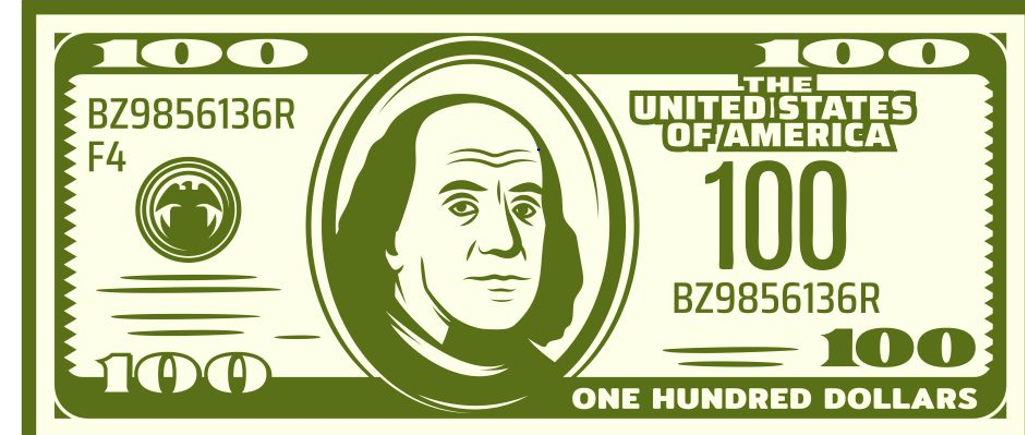 100 100
BZ9856136R
F4
THE
UNITED STATES
OF AMERICA
100
BZ9856136R
100
100
ONE HUNDRED DOLLARS